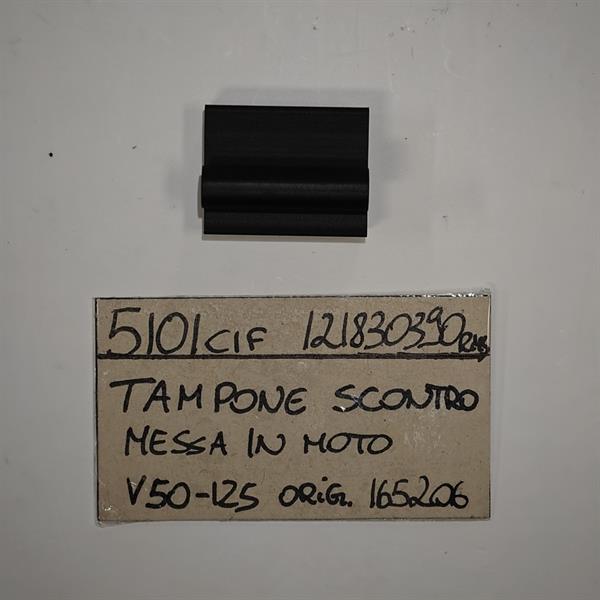 5101 CIF 121830390 RMS
TAMPONE SCONTRO
MESSA IN MOTO
V50-125 ORIG. 165206